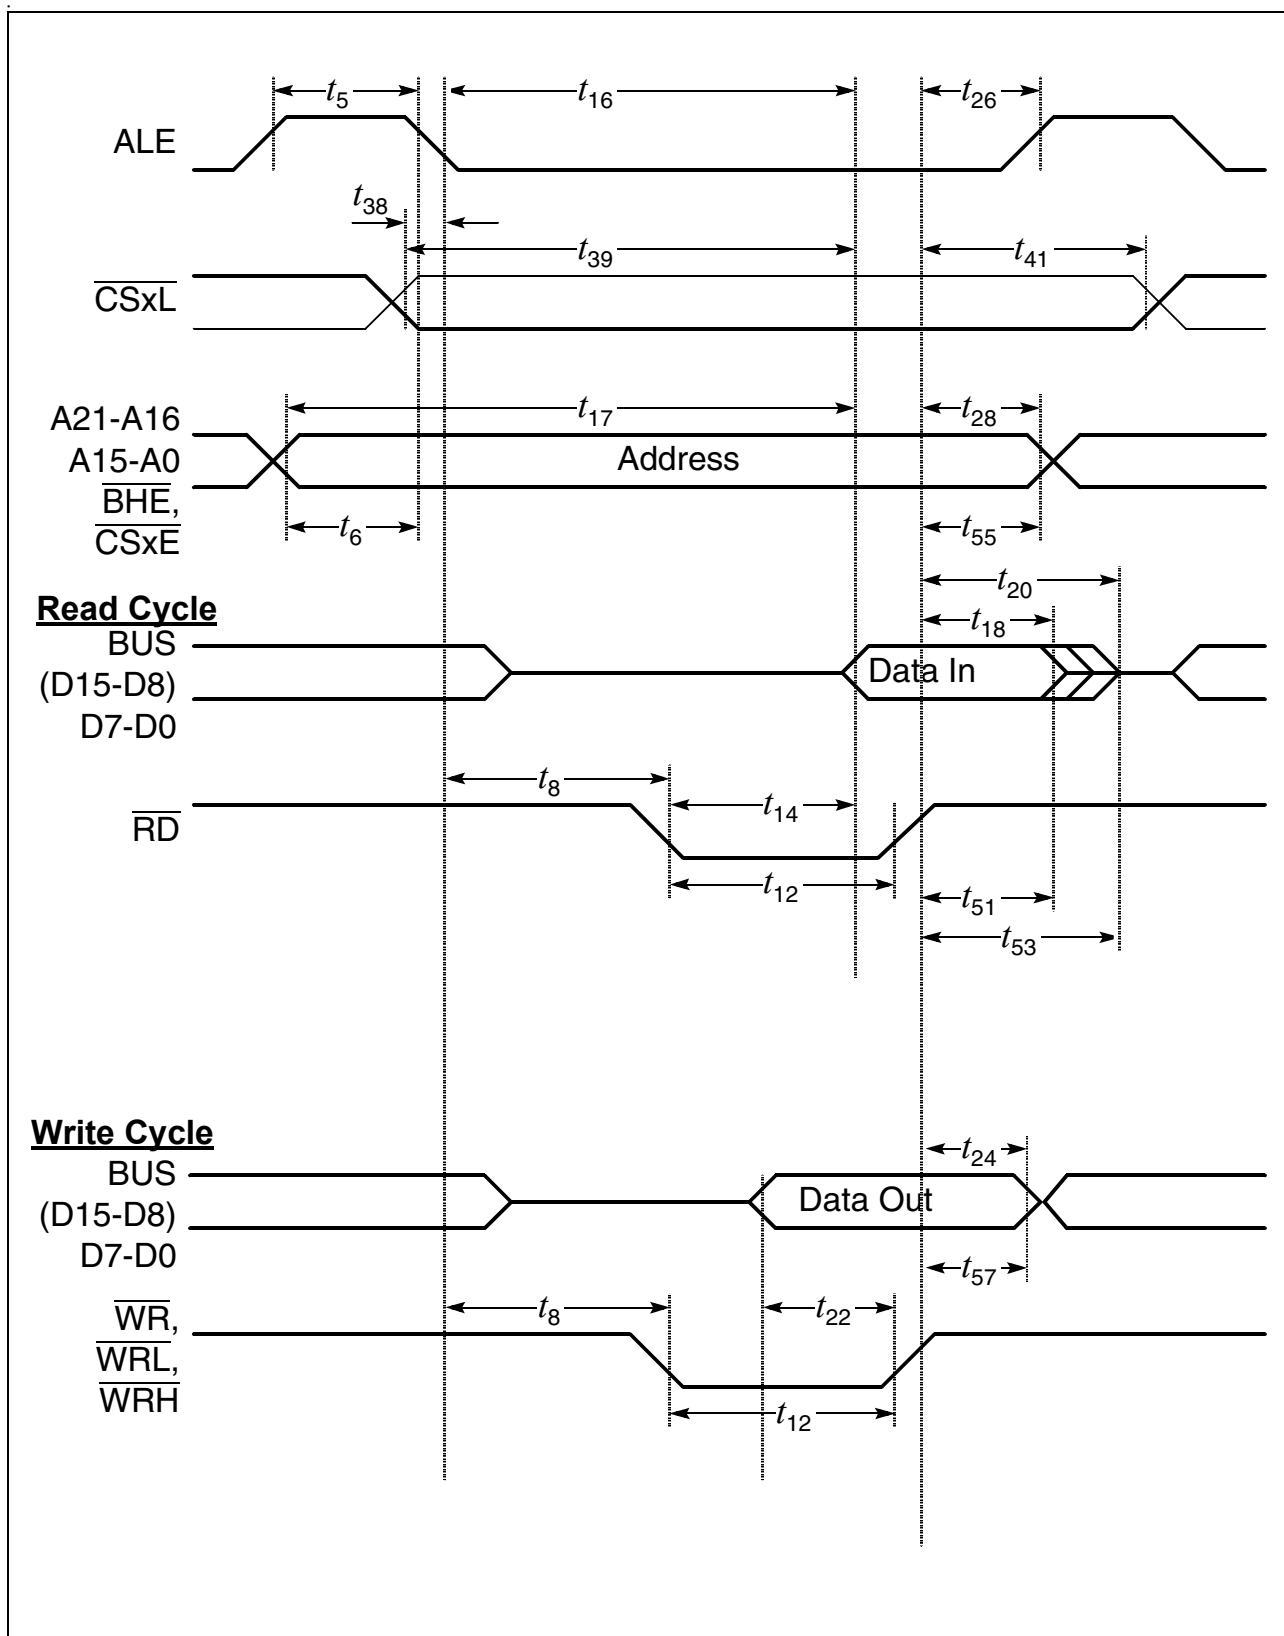 .
t5
t16
t26
ALE
t38
t39
t41
CSxL
A21-A16
t17
t28
A15-A0
Address
BHE,
CSxE
t6
t55
t20
Read Cycle
t18
BUS
(D15-D8)
Data In
D7-D0
t8
t14
RD
t12
t51
t53
Write Cycle
t24
BUS
(D15-D8)
Data Out
D7-D0
t57
t8
t22
WR,
WRL,
WRH
t12